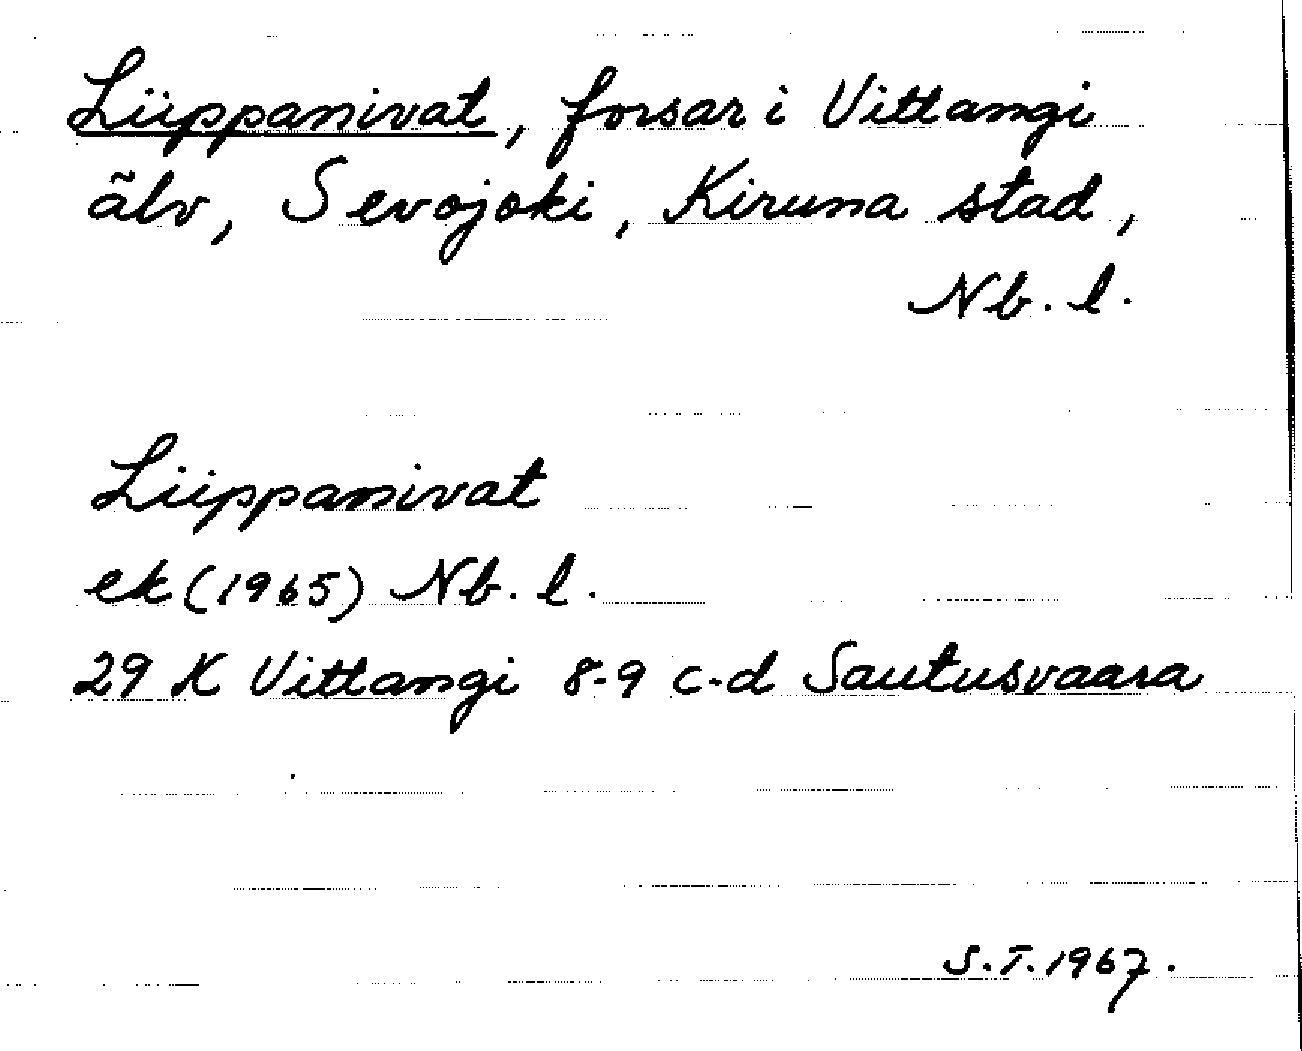 Liippanivat, forsar i Vittangi
älv, Sevojoki, Kiruna stad,
Nb. l.
Liippanivat
ek (1965) Nb. l.
29 K Vittangi 8-9 c-d Sautusvaara
S.T. 1967.